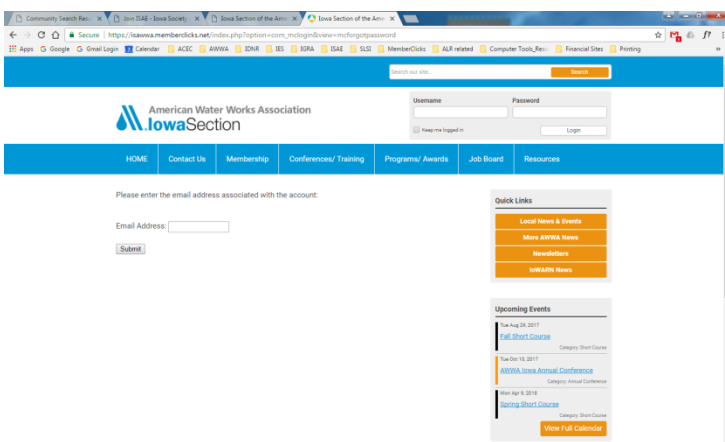 Community Search Res
Join ISAE - Iowa Society
Iowa Section of the Ame
Iowa Section of the Ame
Secure
https://isawwa.memberclicks.net/index.php?option=com_mclogin&view=mcforgotpassword
Apps G Google G Gmail Login Calendar ACEC AWWA IDNR IES IGRA ISAE SLSI MemberClicks ALR related Computer Tools_Reso Financial Sites Printing
Search our site...
Search
American Water Works Association
IowaSection
Username Password
Keep me logged in
Login
HOME Contact Us Membership Conferences/ Training Programs/ Awards Job Board Resources
Please enter the email address associated with the account:
Email Address:
Submit
Quick Links
Local News & Events
More AWWA News
Newsletters
IoWARN News
Upcoming Events
Tue Aug 29, 2017
Fall Short Course
Category: Short Course
Tue Oct 10, 2017
AWWA Iowa Annual Conference
Category: Annual Conference
Mon Apr 9, 2018
Spring Short Course
Category: Short Course
View Full Calendar